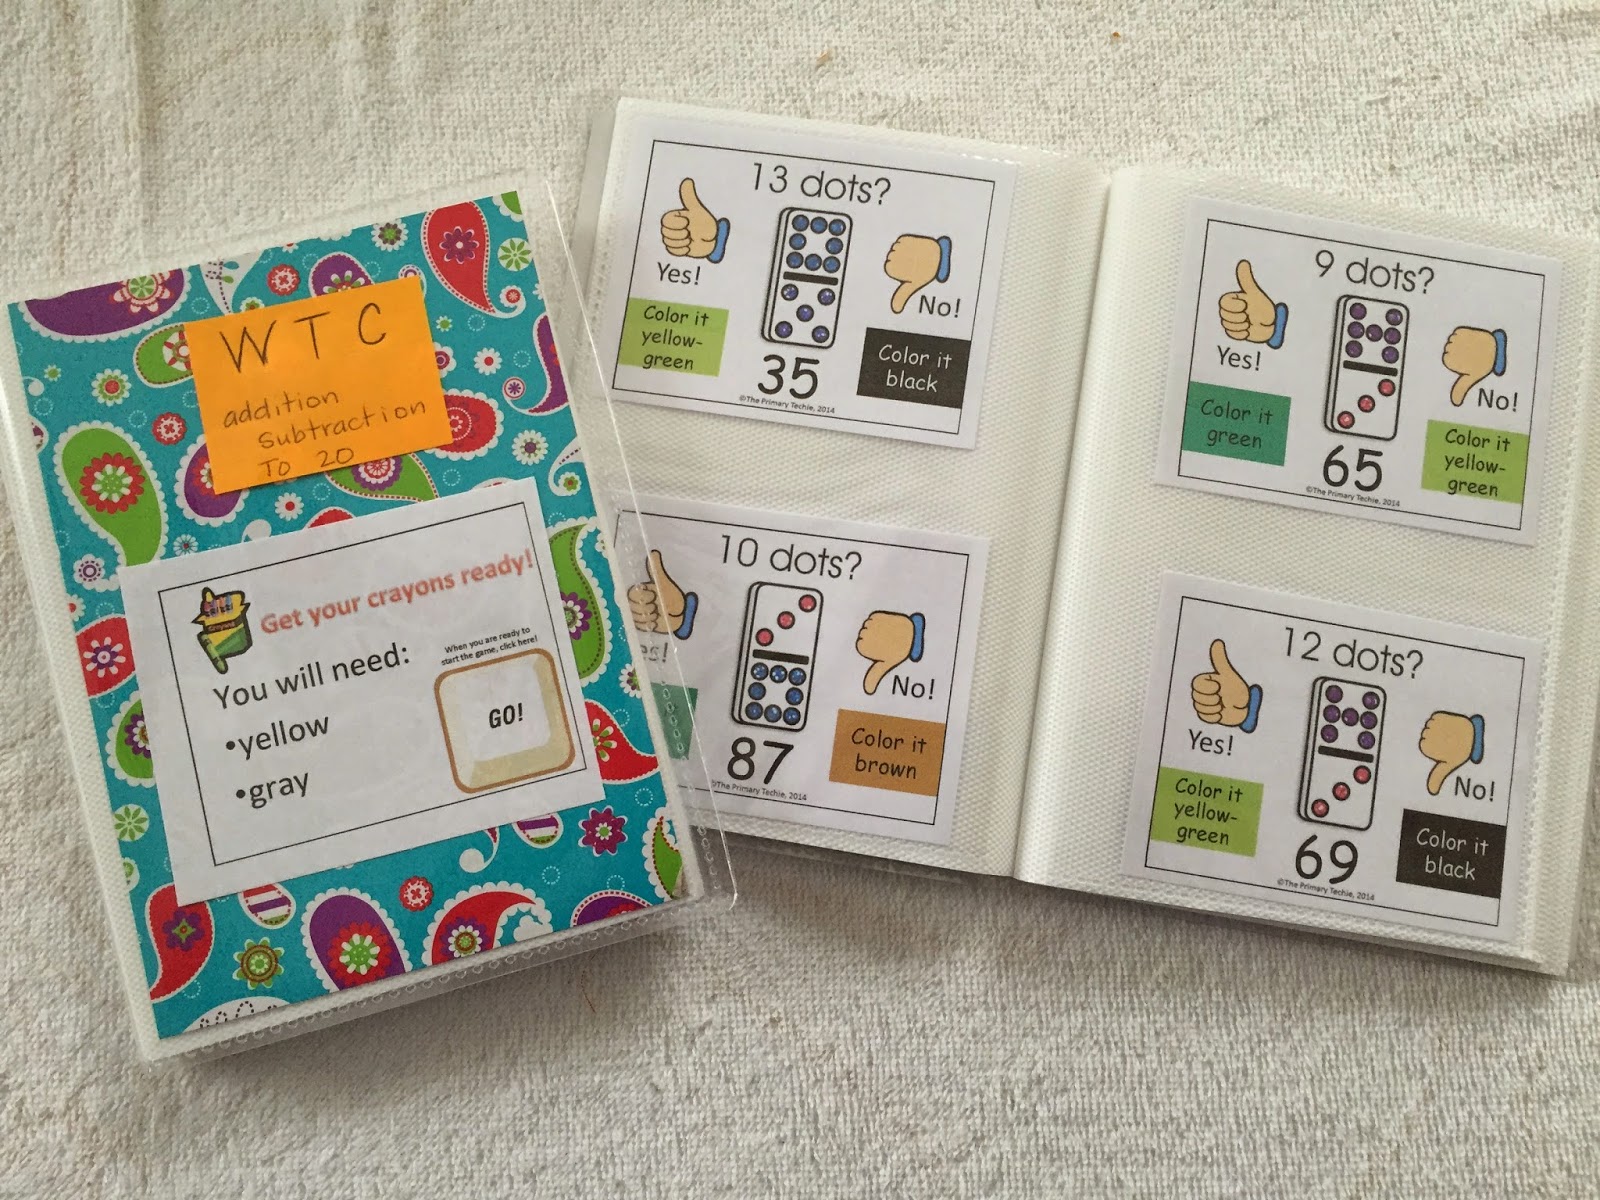 WTC
addition
subtraction
To 20
Get your crayons ready!
You will need:
•yellow
•gray
When you are ready to
start the game, click here!
GO!
13 dots?
Yes!
No!
Color it
yellow-
green
Color it
black
35
©The Primary Techie, 2014
10 dots?
No!
Color it
brown
87
©The Primary Techie, 2014
9 dots?
Yes!
No!
Color it
green
Color it
yellow-
green
65
©The Primary Techie, 2014
12 dots?
Yes!
No!
Color it
yellow-
green
Color it
black
69
©The Primary Techie, 2014